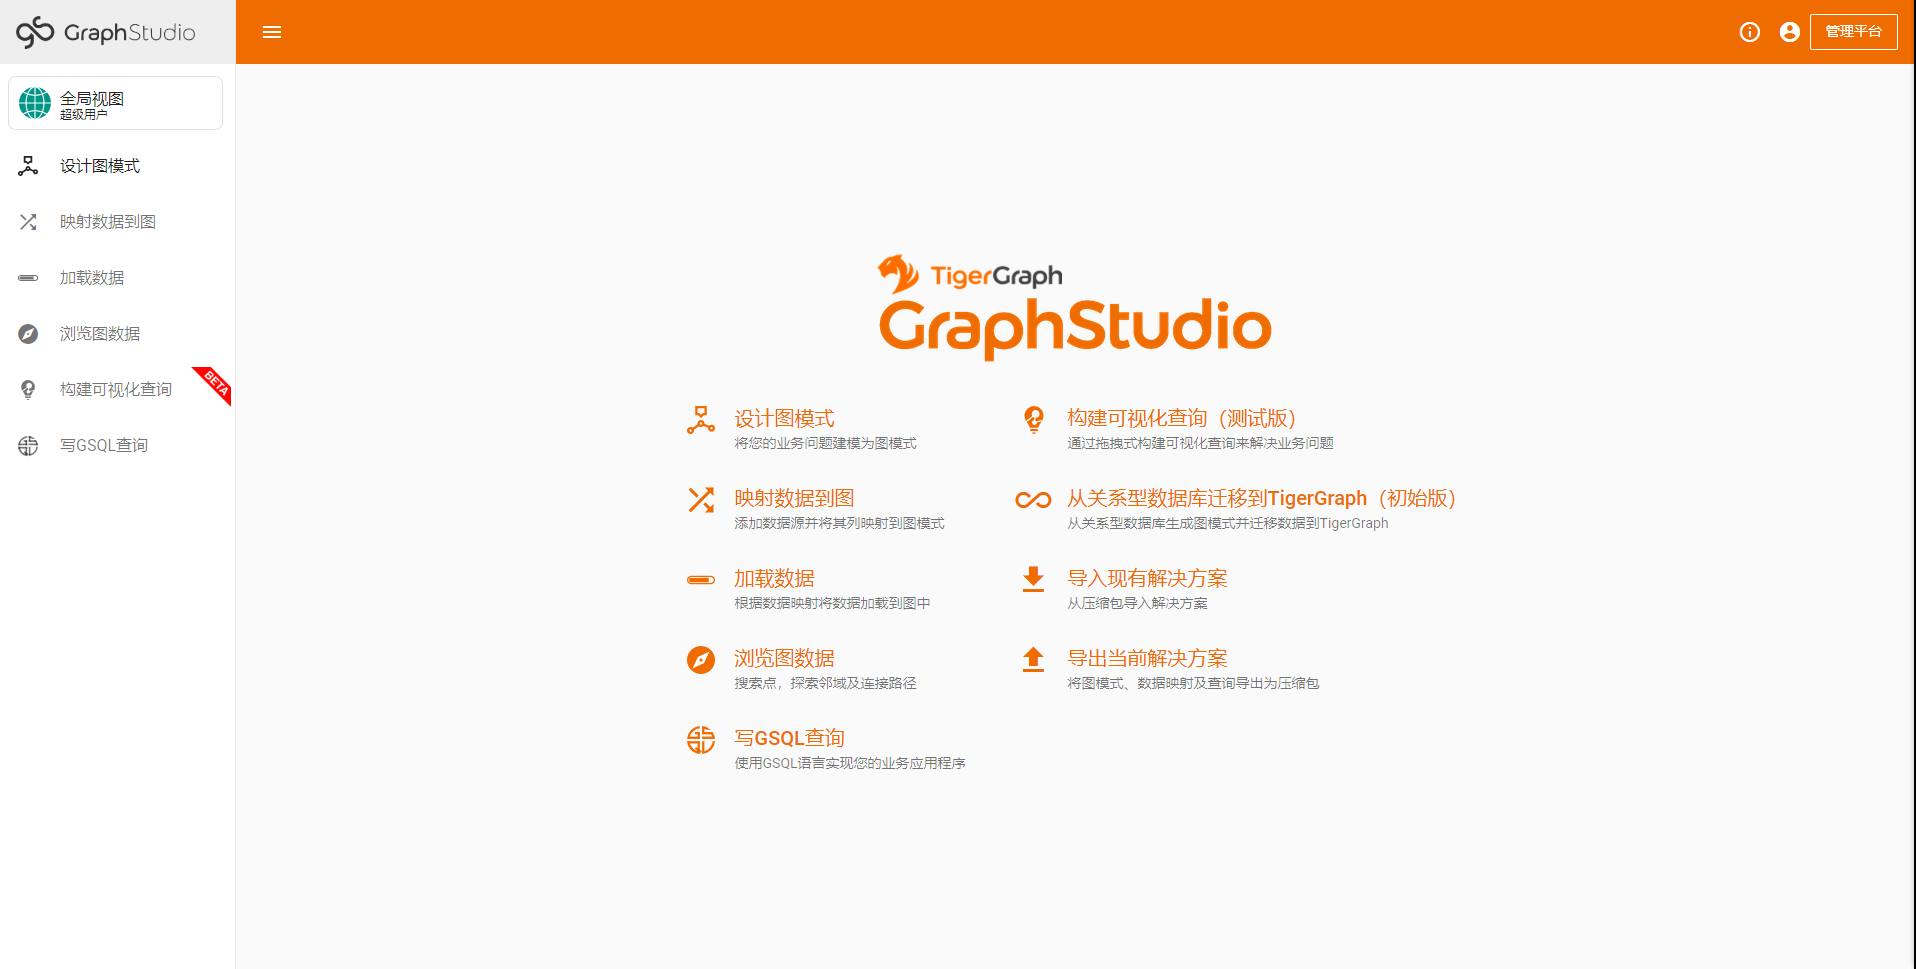 GraphStudio
管理平台
全局视图
超级用户
设计图模式
映射数据到图
加载数据
浏览图数据
构建可视化查询
BETA
写GSQL查询
TigerGraph
GraphStudio
设计图模式
将您的业务问题建模为图模式
映射数据到图
添加数据源并将其列映射到图模式
加载数据
根据数据映射将数据加载到图中
浏览图数据
搜索点，探索邻域及连接路径
写GSQL查询
使用GSQL语言实现您的业务应用程序
构建可视化查询（测试版）
通过拖拽式构建可视化查询来解决业务问题
从关系型数据库迁移到TigerGraph（初始版）
从关系型数据库生成图模式并迁移数据到TigerGraph
导入现有解决方案
从压缩包导入解决方案
导出当前解决方案
将图模式、数据映射及查询导出为压缩包